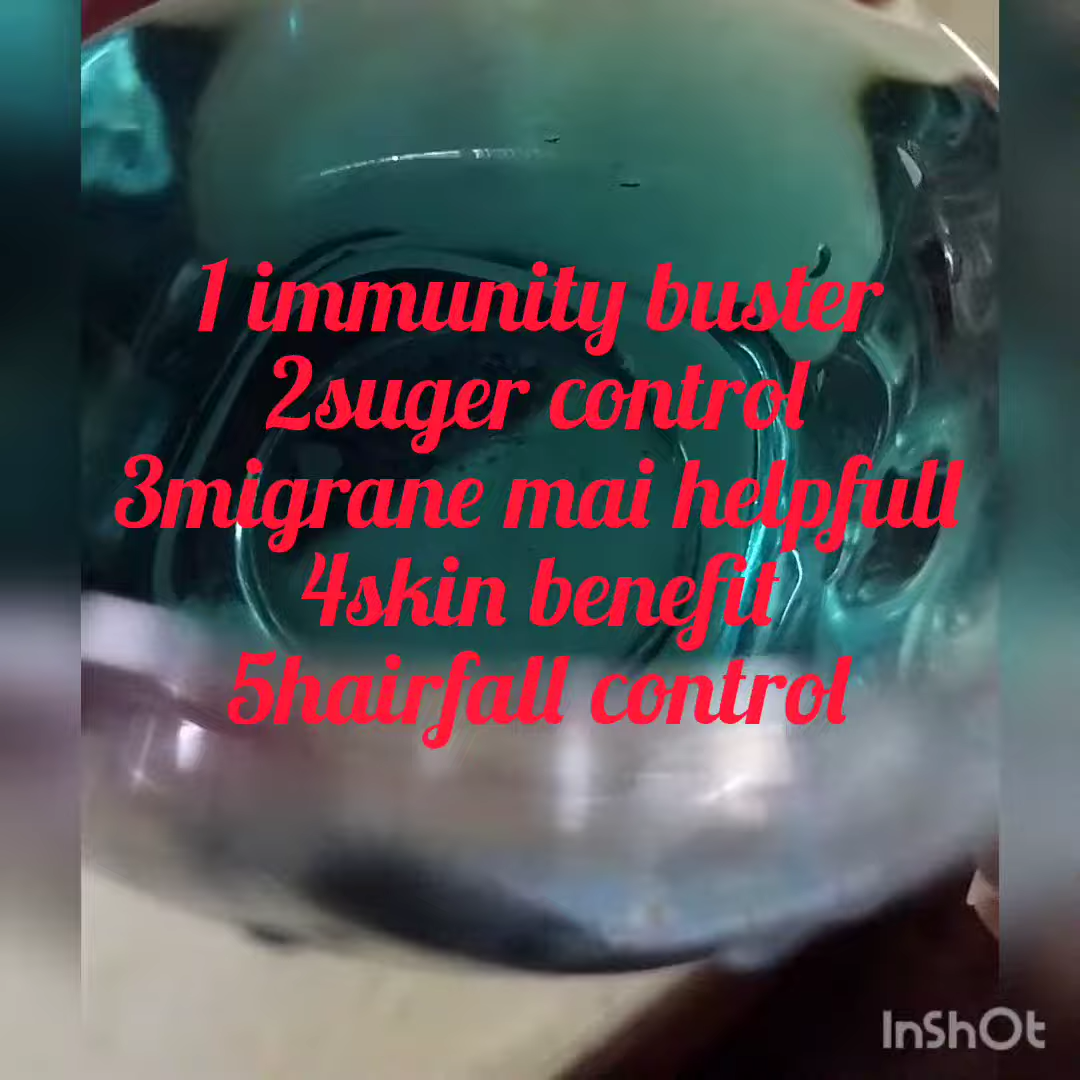 1 immunity buster
2suger control
3migrane mai helpfull
4skin benefit
5hairfall control
InShOt